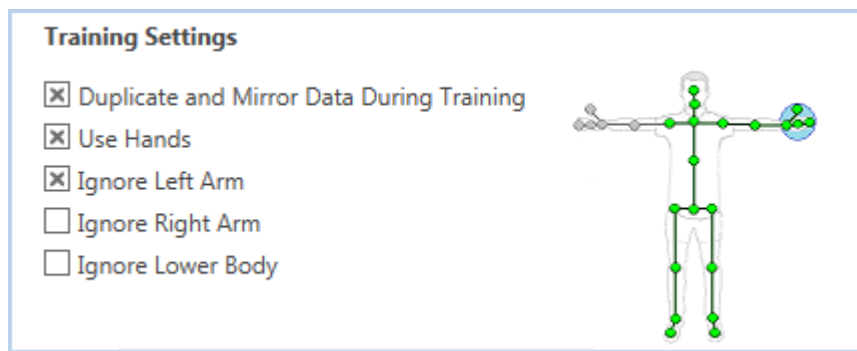 Training Settings
Duplicate and Mirror Data During Training
Use Hands
Ignore Left Arm
Ignore Right Arm
Ignore Lower Body